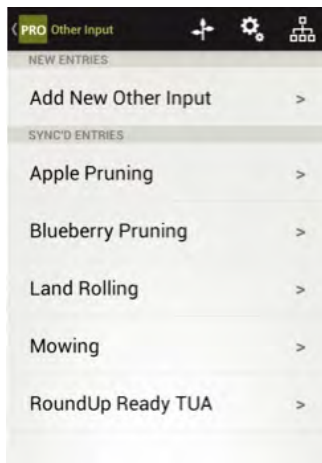 PRO Other Input
NEW ENTRIES
Add New Other Input >
SYNC'D ENTRIES
Apple Pruning >
Blueberry Pruning >
Land Rolling >
Mowing >
RoundUp Ready TUA >